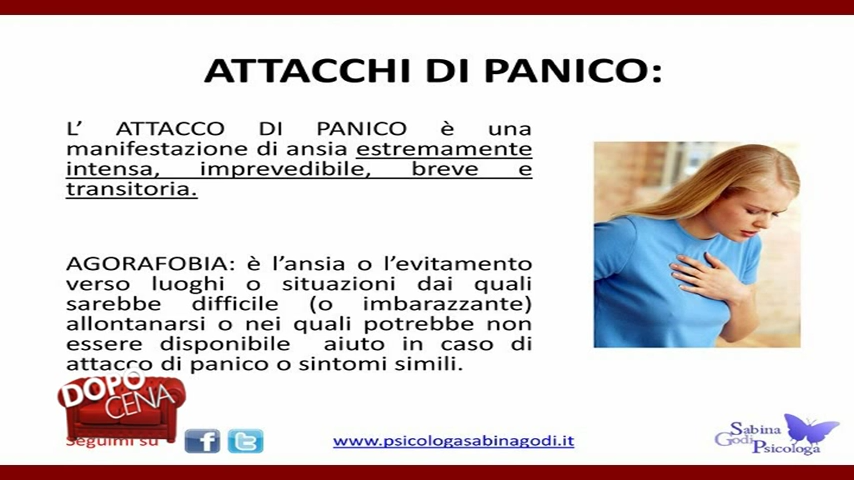 ATTACCHI DI PANICO:
L’ ATTACCO DI PANICO è una
manifestazione di ansia estremamente
intensa, imprevedibile, breve e
transitoria.
AGORAFOBIA: è l’ansia o l’evitamento
verso luoghi o situazioni dai quali
sarebbe difficile (o imbarazzante)
allontanarsi o nei quali potrebbe non
essere disponibile aiuto in caso di
attacco di panico o sintomi simili.
DOPO
CENA
Seguimi su
www.psicologasabinagodi.it
Sabina
Godi Psicologa